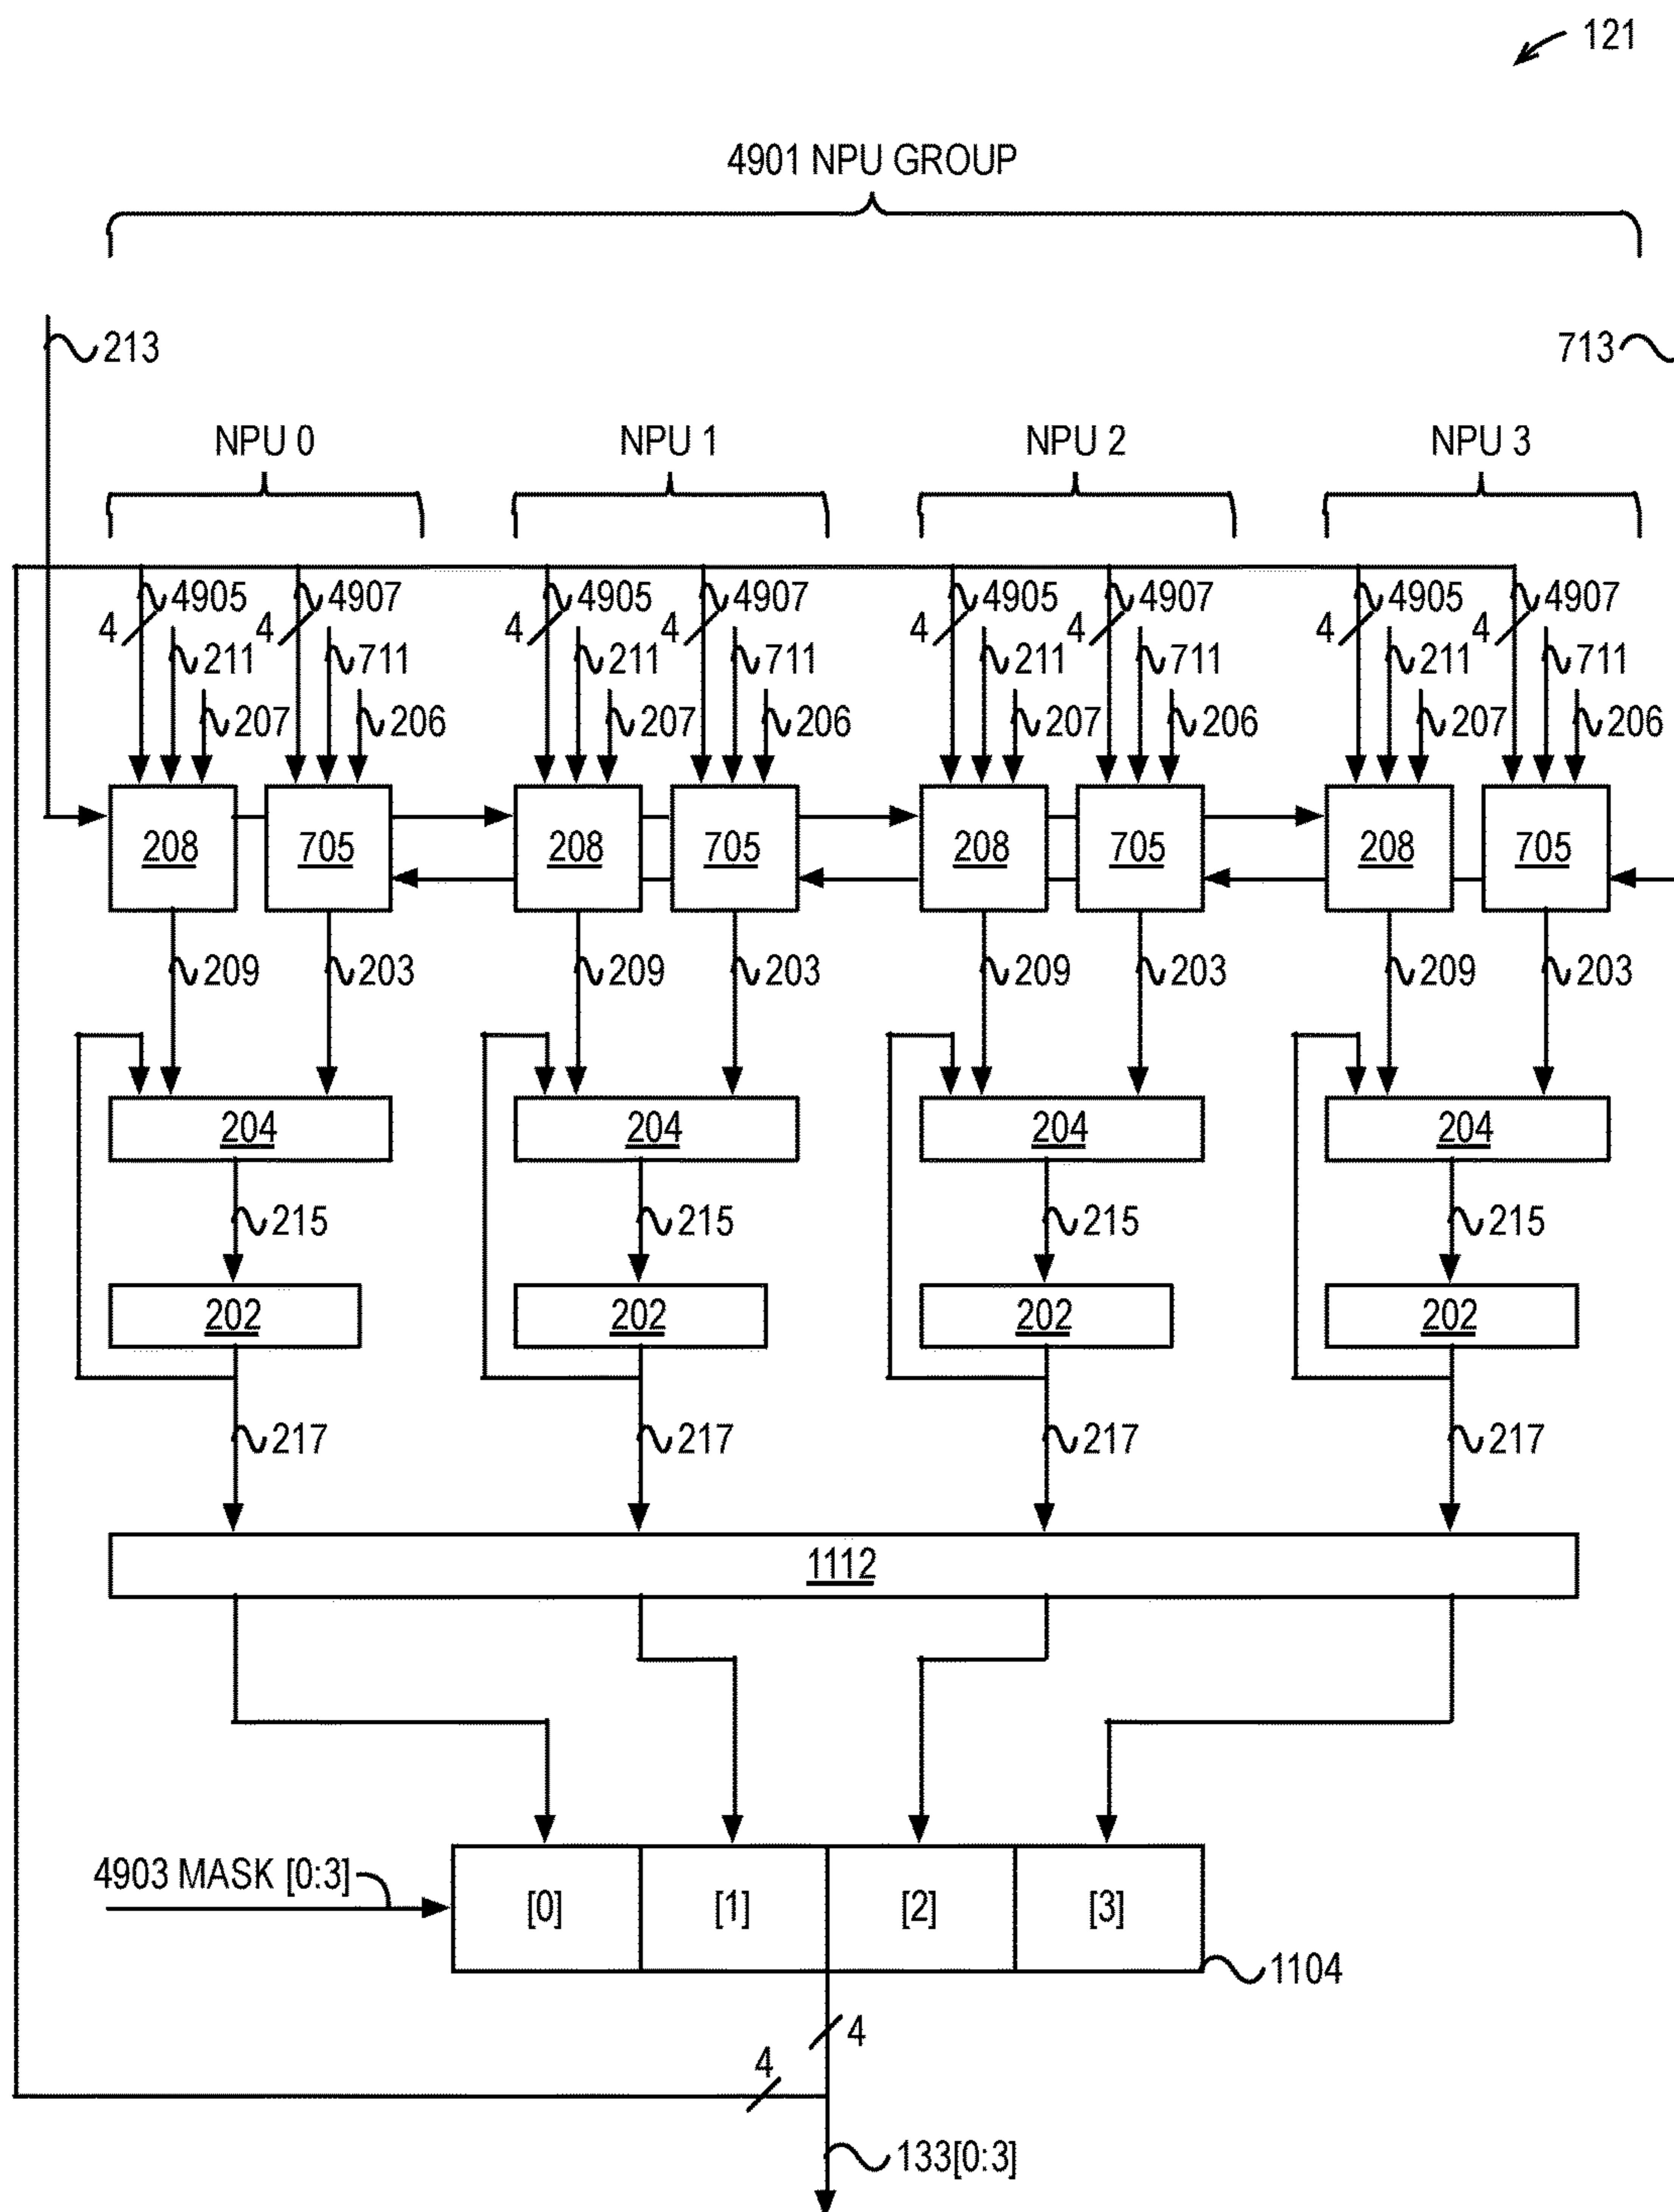 121
4901 NPU GROUP
213 713
NPU 0 NPU 1 NPU 2 NPU 3
4905 4907 4905 4907 4905 4907 4905 4907
4 4 4 4 4 4 4 4
211 711 211 711 211 711 211 711
207 206 207 206 207 206 207 206
208 705 208 705 208 705 208 705
209 203 209 203 209 203 209 203
204 204 204 204
215 215 215 215
202 202 202 202
217 217 217 217
1112
4903 MASK [0:3]
[0] [1] [2] [3]
1104
4
4
133[0:3]